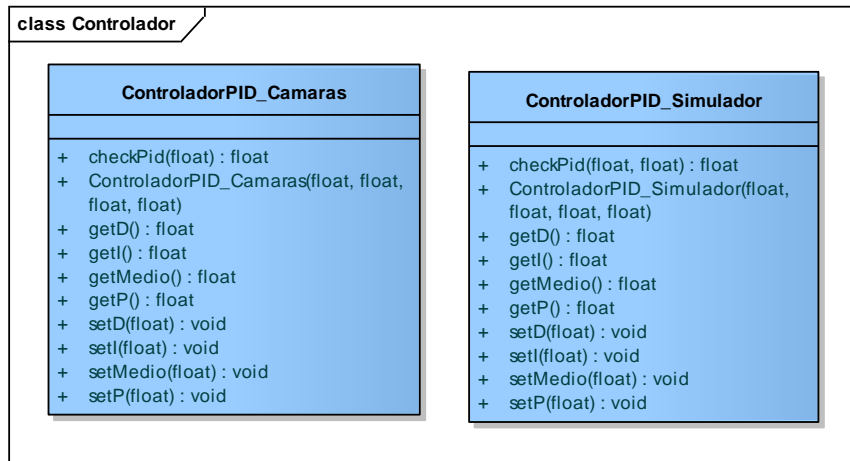 class Controlador
ControladorPID_Camaras
+ checkPid(float) : float
+ ControladorPID_Camaras(float, float,
float, float)
+ getD() : float
+ getI() : float
+ getMedio() : float
+ getP() : float
+ setD(float) : void
+ setI(float) : void
+ setMedio(float) : void
+ setP(float) : void
ControladorPID_Simulador
+ checkPid(float, float) : float
+ ControladorPID_Simulador(float,
float, float, float)
+ getD() : float
+ getI() : float
+ getMedio() : float
+ getP() : float
+ setD(float) : void
+ setI(float) : void
+ setMedio(float) : void
+ setP(float) : void